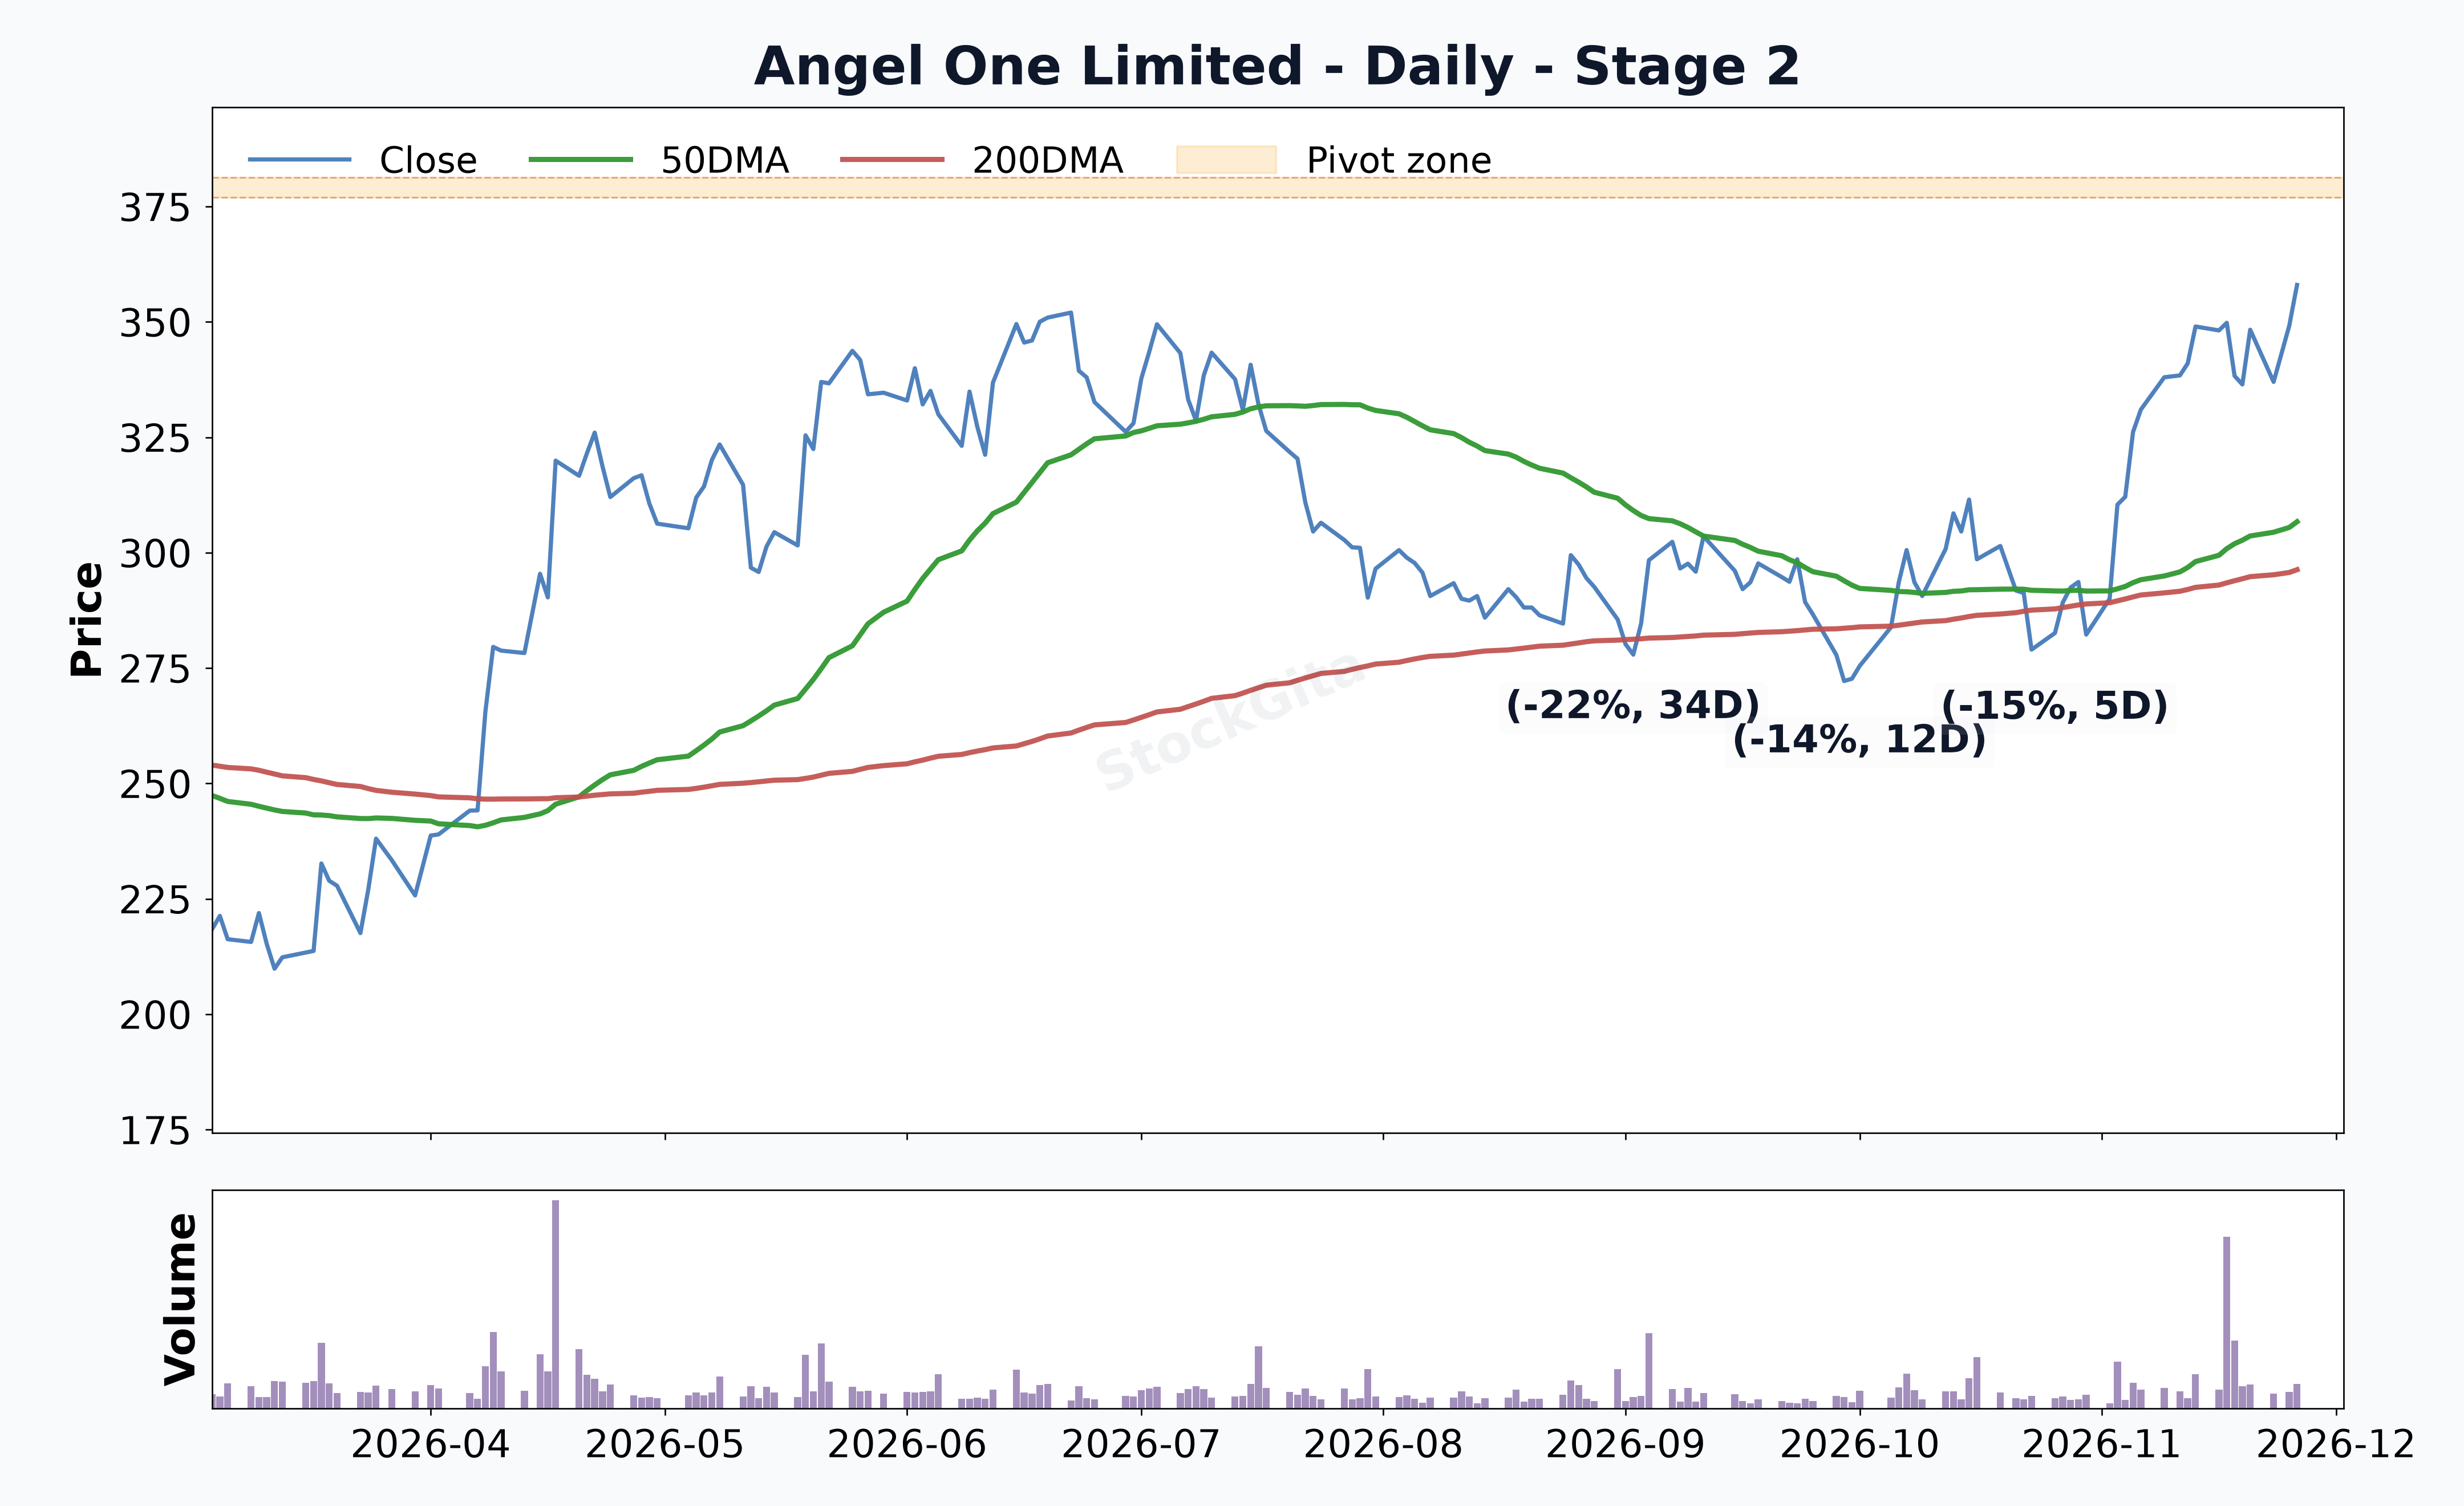 Angel One Limited - Daily - Stage 2
Close 50DMA 200DMA Pivot zone
Price
375
350
325
300
275
250
225
200
175
StockGita
(-22%, 34D)
(-14%, 12D)
(-15%, 5D)
Volume
2026-04 2026-05 2026-06 2026-07 2026-08 2026-09 2026-10 2026-11 2026-12